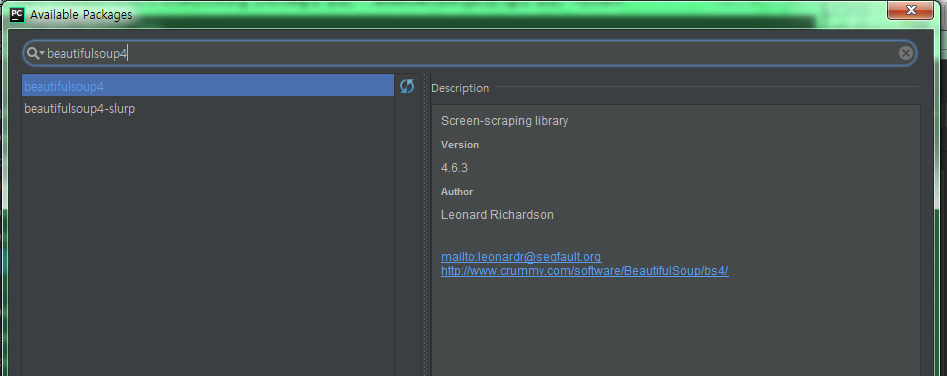 PC Available Packages
beautifulsoup4
beautifulsoup4
beautifulsoup4-slurp
Description
Screen-scraping library
Version
4.6.3
Author
Leonard Richardson
mailto:leonardr@segfault.org
http://www.crummy.com/software/BeautifulSoup/bs4/